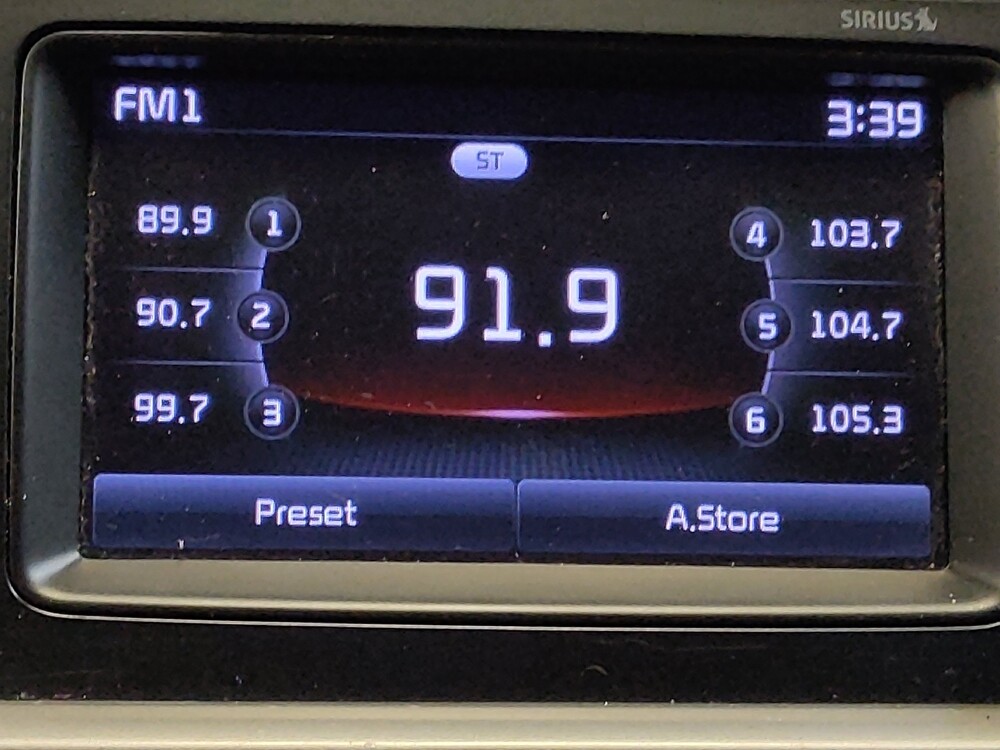 SIRIUS
FM1 3:39
ST
89.9 1
90.7 2
99.7 3
91.9
4 103.7
5 104.7
6 105.3
Preset A.Store